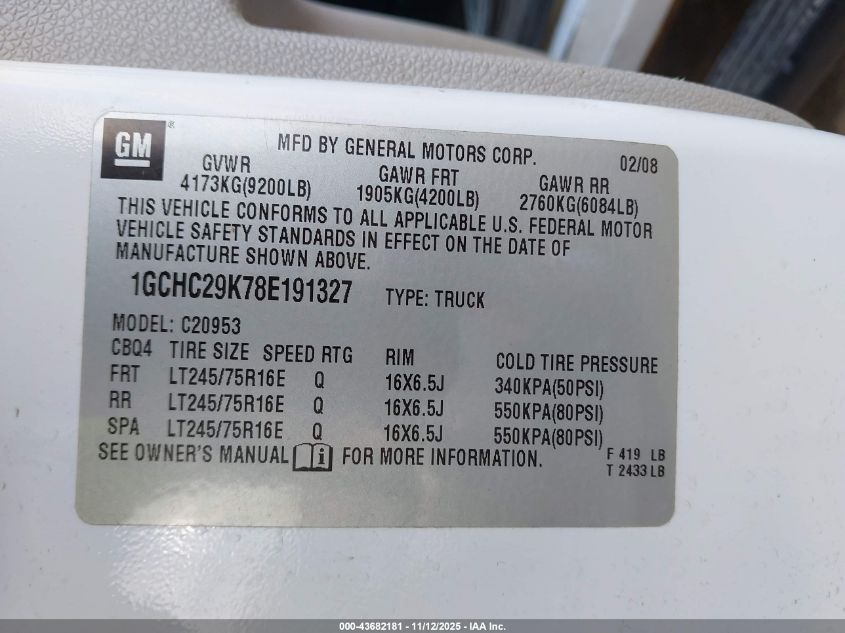 GM ®
MFD BY GENERAL MOTORS CORP. 02/08
GVWR GAWR FRT GAWR RR
4173KG(9200LB) 1905KG(4200LB) 2760KG(6084LB)
THIS VEHICLE CONFORMS TO ALL APPLICABLE U.S. FEDERAL MOTOR
VEHICLE SAFETY STANDARDS IN EFFECT ON THE DATE OF
MANUFACTURE SHOWN ABOVE.
1GCHC29K78E191327 TYPE: TRUCK
MODEL: C20953
CBQ4 TIRE SIZE SPEED RTG RIM COLD TIRE PRESSURE
FRT LT245/75R16E Q 16X6.5J 340KPA(50PSI)
RR LT245/75R16E Q 16X6.5J 550KPA(80PSI)
SPA LT245/75R16E Q 16X6.5J 550KPA(80PSI)
SEE OWNER'S MANUAL i FOR MORE INFORMATION. F 419 LB
T 2433 LB
000-43682181 - 11/12/2025 - IAA Inc.